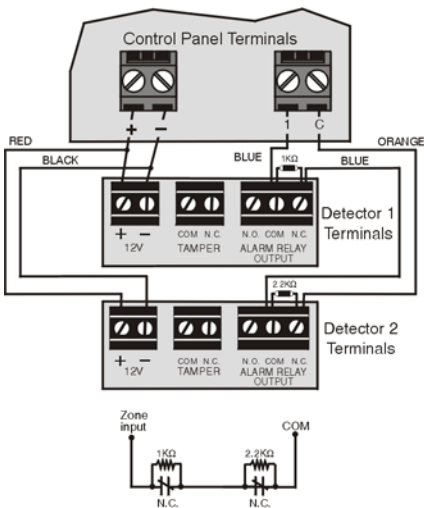 Control Panel Terminals
+ − 1 C
RED ORANGE
BLACK BLUE 1KΩ BLUE
Detector 1
Terminals
+ − COM N.C. N.O. COM N.C.
12V TAMPER ALARM RELAY
OUTPUT
2.2KΩ
Detector 2
Terminals
+ − COM N.C. N.O. COM N.C.
12V TAMPER ALARM RELAY
OUTPUT
Zone
input
COM
1KΩ 2.2KΩ
N.C. N.C.